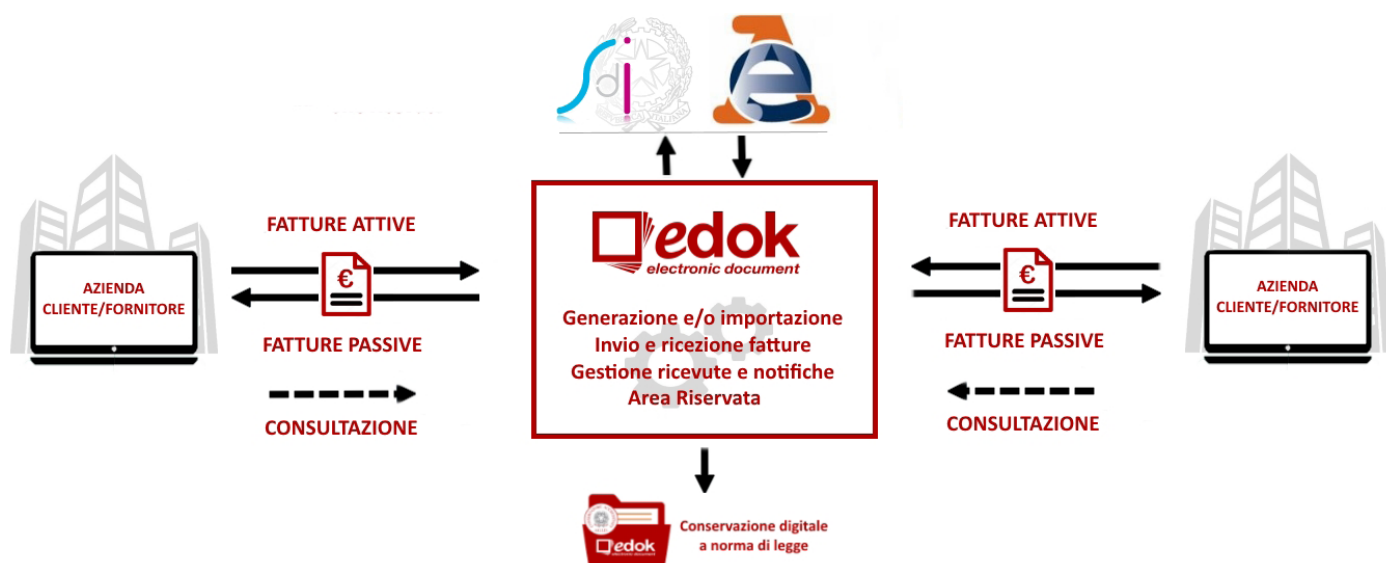 Sdi
FATTURE ATTIVE
€
AZIENDA
CLIENTE/FORNITORE
FATTURE PASSIVE
CONSULTAZIONE
edok
electronic document
Generazione e/o importazione
Invio e ricezione fatture
Gestione ricevute e notifiche
Area Riservata
FATTURE ATTIVE
€
AZIENDA
CLIENTE/FORNITORE
FATTURE PASSIVE
CONSULTAZIONE
edok
electronic document
Conservazione digitale
a norma di legge